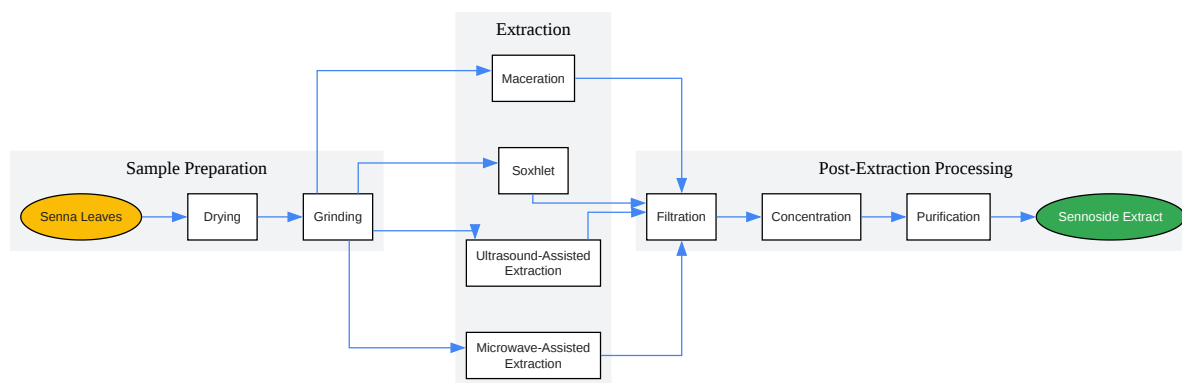 Extraction
Maceration
Sample Preparation
Senna Leaves
Drying
Grinding
Soxhlet
Ultrasound-Assisted
Extraction
Microwave-Assisted
Extraction
Post-Extraction Processing
Filtration
Concentration
Purification
Sennoside Extract